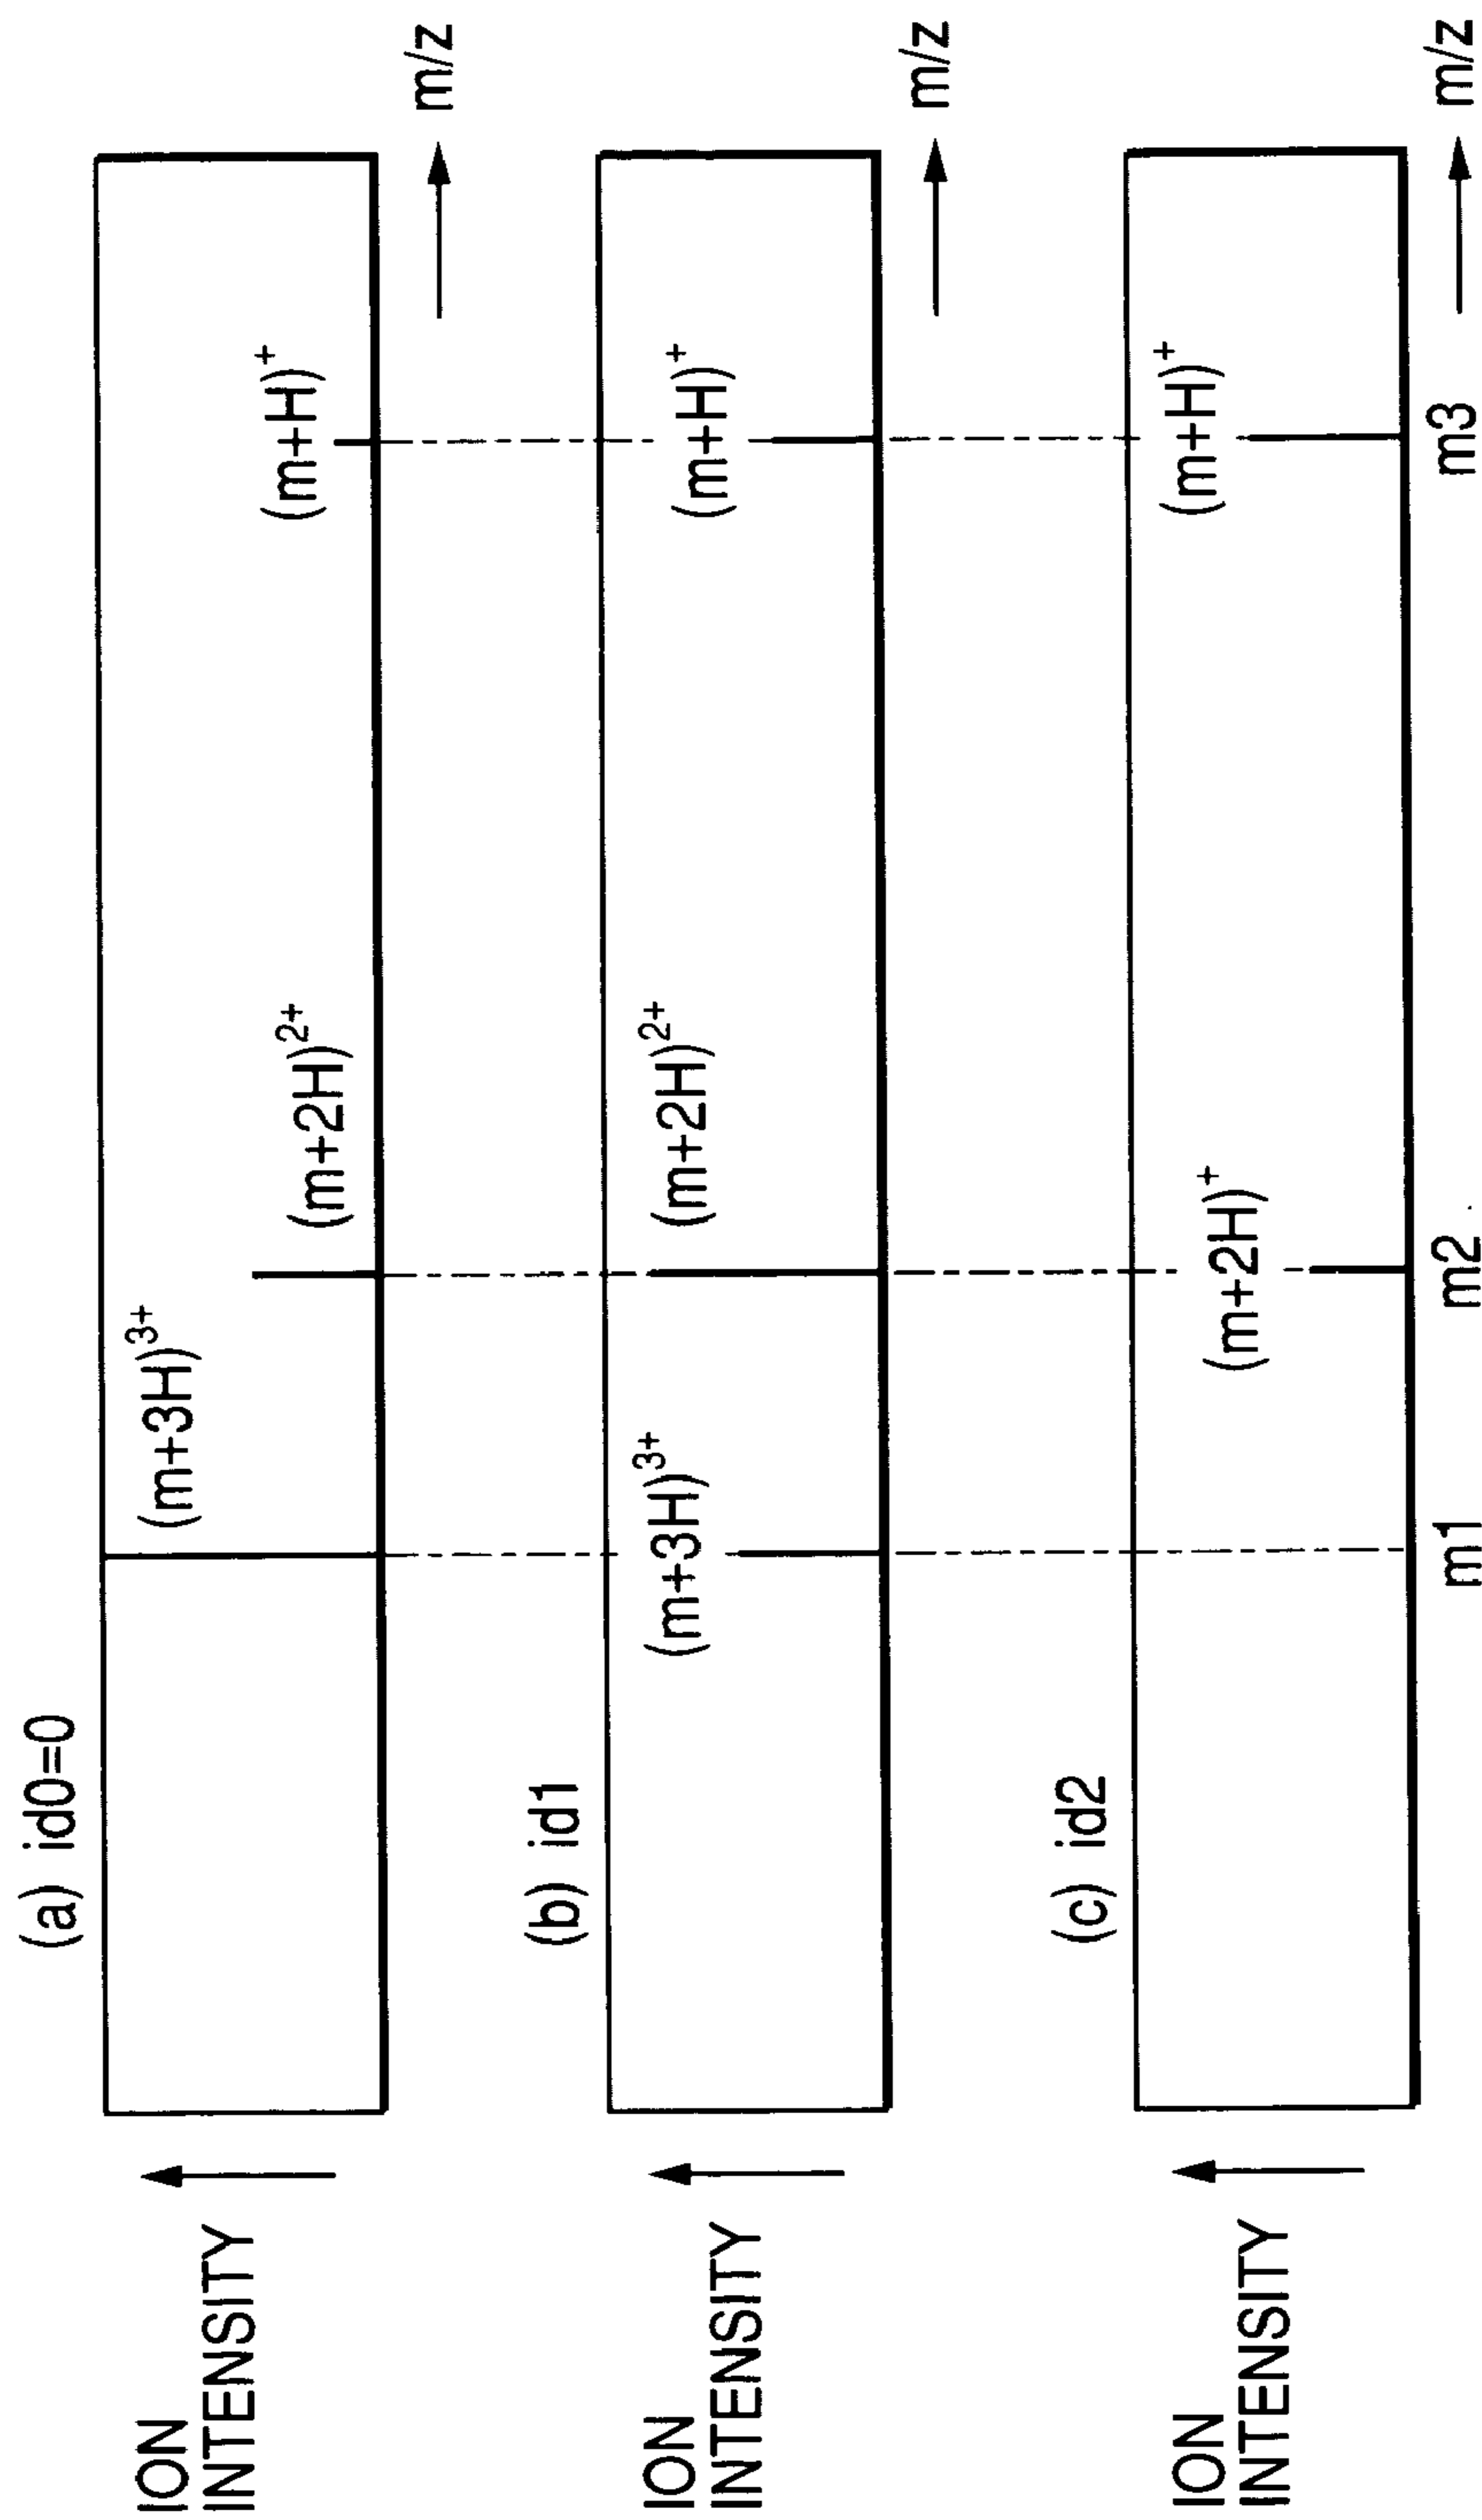 (a) id0=0
ION
INTENSITY
(m+3H)³⁺
(m+2H)²⁺
(m+H)⁺
m/z
(b) id1
ION
INTENSITY
(m+3H)³⁺
(m+2H)²⁺
(m+H)⁺
m/z
(c) id2
ION
INTENSITY
(m+2H)⁺
(m+H)⁺
m1
m2
m3
m/z